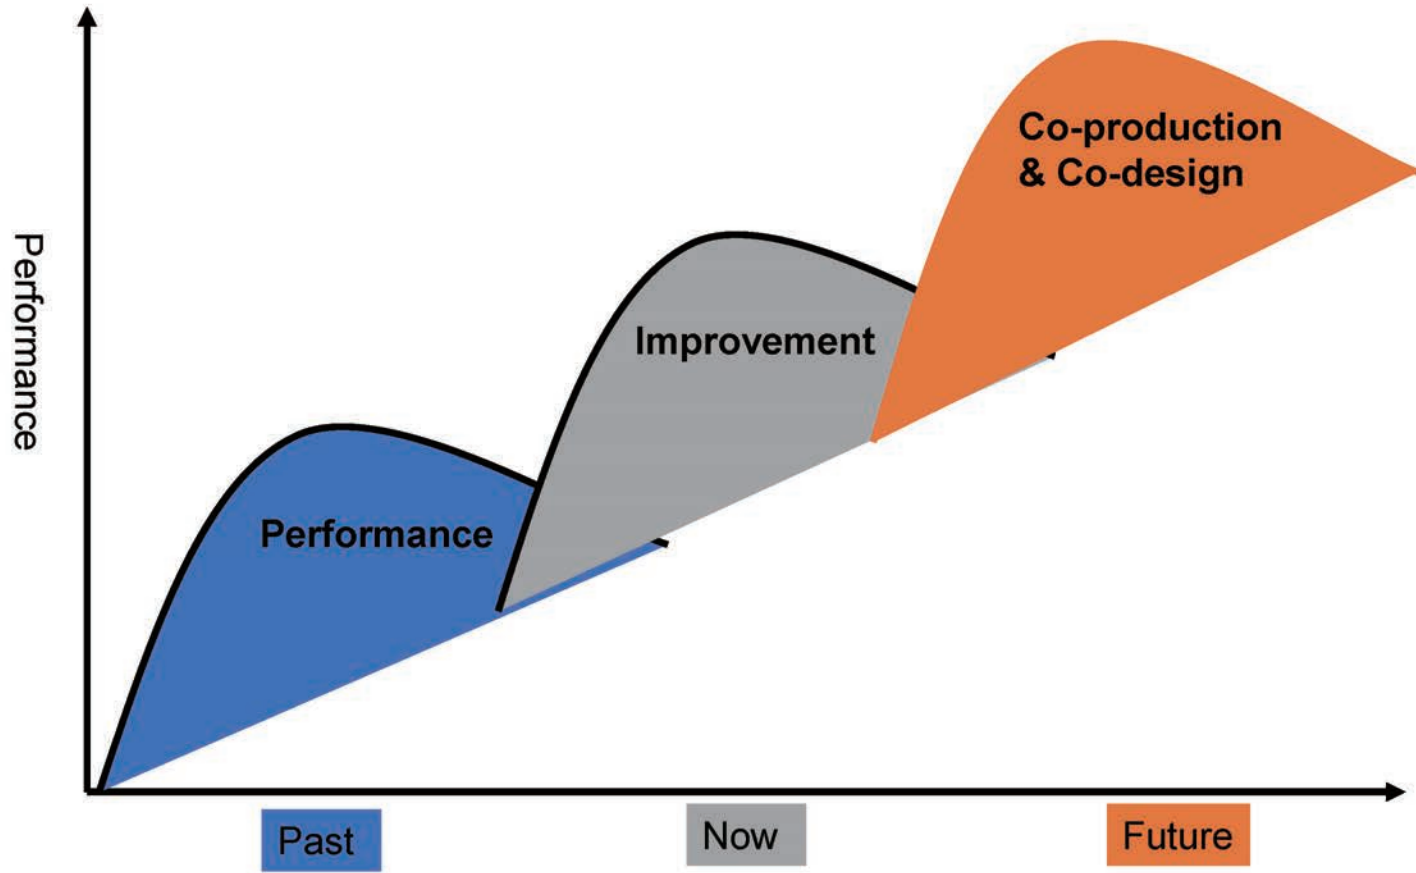 Performance
Co-production
& Co-design
Improvement
Performance
Past
Now
Future